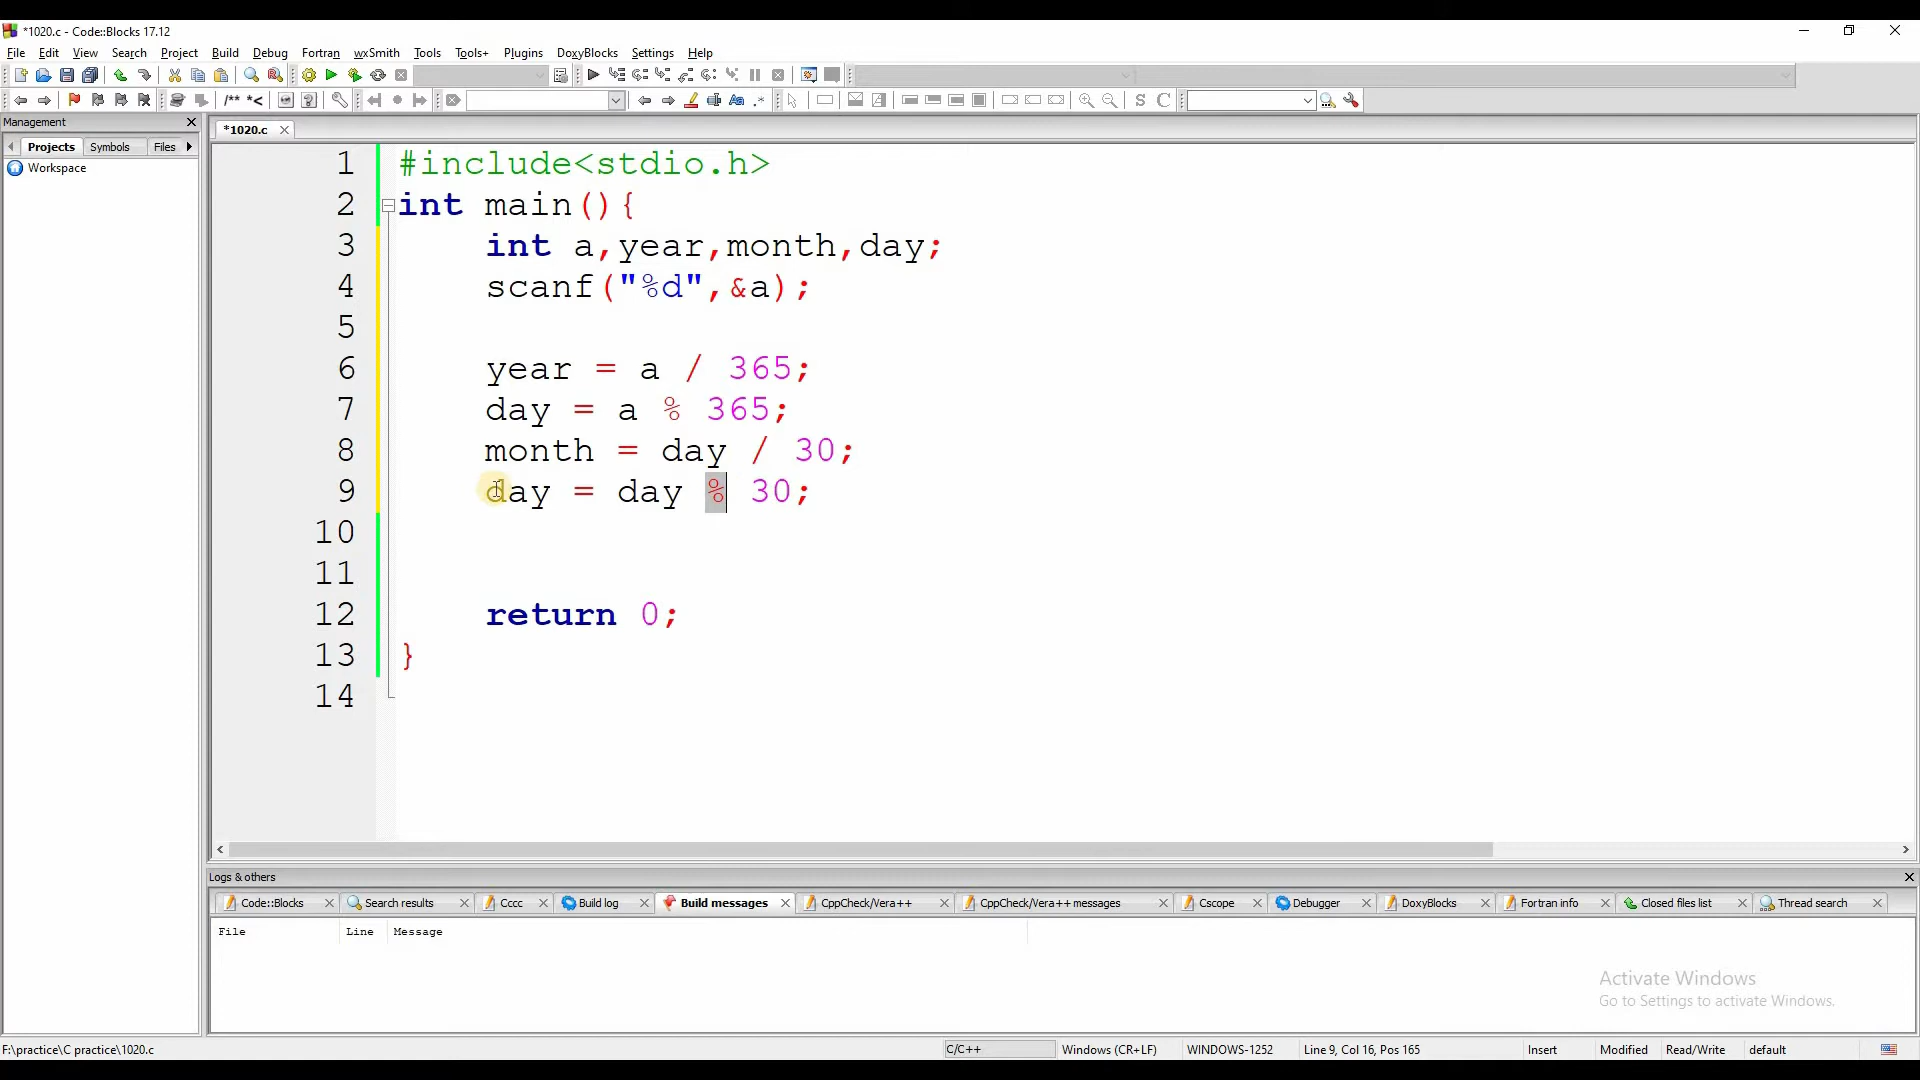 *1020.c - Code::Blocks 17.12
File Edit View Search Project Build Debug Fortran wxSmith Tools Tools+ Plugins DoxyBlocks Settings Help
/** *< S C
Management
Projects Symbols Files
Workspace
*1020.c
1 #include<stdio.h>
2 int main(){
3 int a,year,month,day;
4 scanf("%d",&a);
5
6 year = a / 365;
7 day = a % 365;
8 month = day / 30;
9 day = day % 30;
10
11
12 return 0;
13 }
14
Logs & others
Code::Blocks Search results Cccc Build log Build messages CppCheck/Vera++ CppCheck/Vera++ messages Cscope Debugger DoxyBlocks Fortran info Closed files list Thread search
File Line Message
Activate Windows
Go to Settings to activate Windows.
F:\practice\C practice\1020.c C/C++ Windows (CR+LF) WINDOWS-1252 Line 9, Col 16, Pos 165 Insert Modified Read/Write default